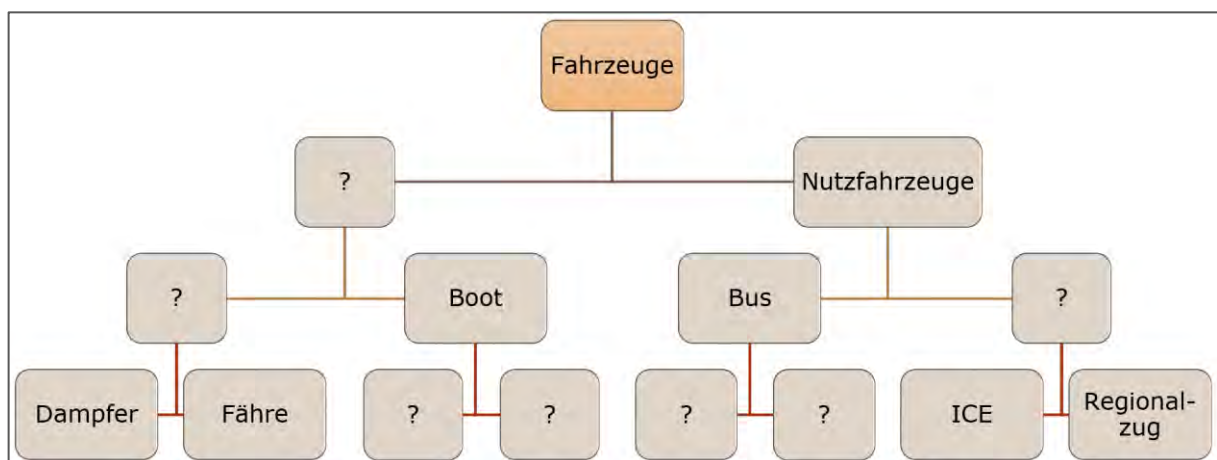 Fahrzeuge
?
Nutzfahrzeuge
?
Boot
Bus
?
Dampfer
Fähre
?
?
?
?
ICE
Regional-
zug